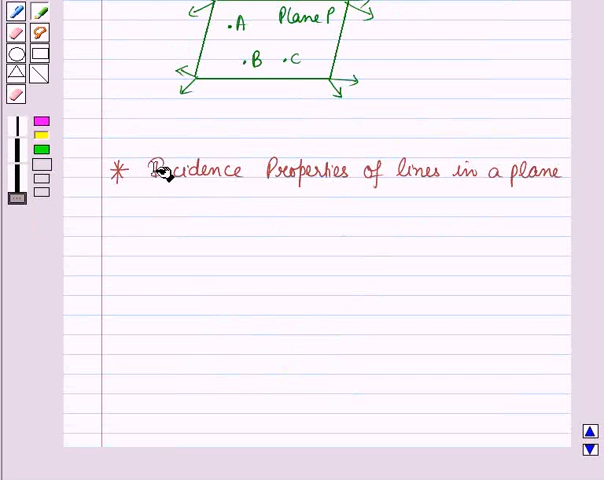 .A Plane P
.B .C
* Incidence Properties of lines in a plane